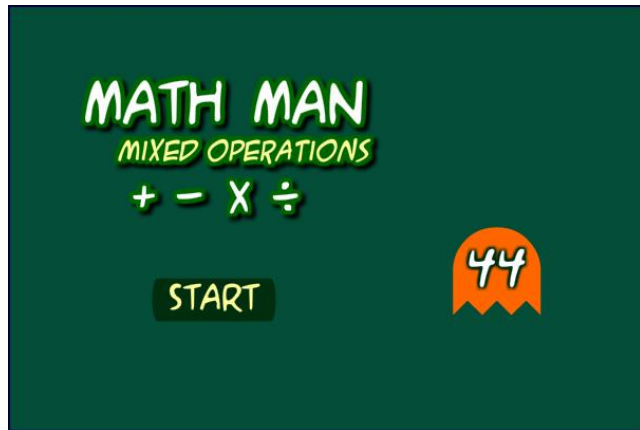 MATH MAN
MIXED OPERATIONS
+ − X ÷
44
START